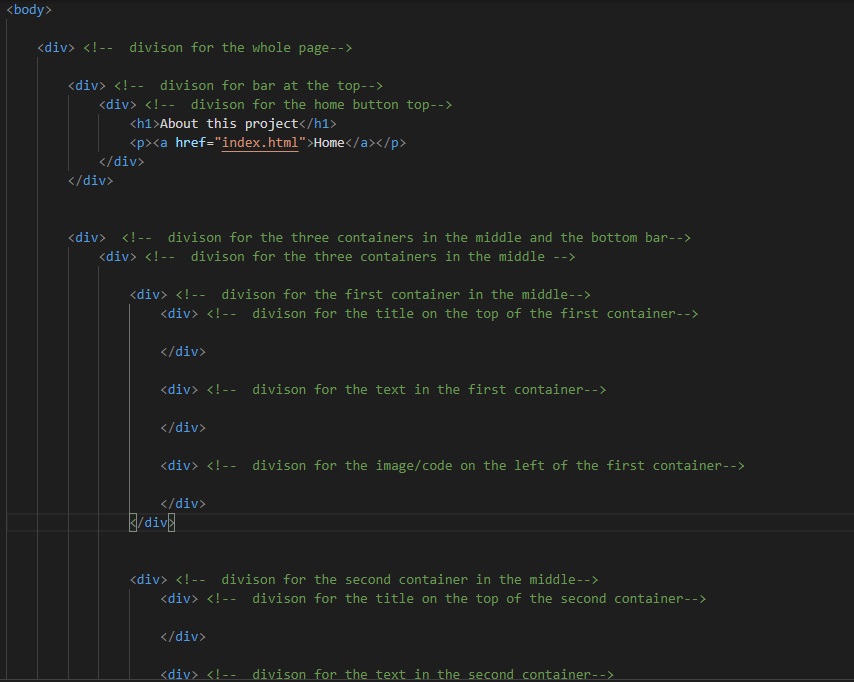 <body>
<div> <!--  divison for the whole page-->
<div> <!--  divison for bar at the top-->
<div> <!--  divison for the home button top-->
<h1>About this project</h1>
<p><a href="index.html">Home</a></p>
</div>
</div>
<div>  <!--  divison for the three containers in the middle and the bottom bar-->
<div> <!--  divison for the three containers in the middle -->
<div> <!--  divison for the first container in the middle-->
<div> <!--  divison for the title on the top of the first container-->
</div>
<div> <!--  divison for the text in the first container-->
</div>
<div> <!--  divison for the image/code on the left of the first container-->
</div>
</div>
<div> <!--  divison for the second container in the middle-->
<div> <!--  divison for the title on the top of the second container-->
</div>
<div> <!--  divison for the text in the second container-->